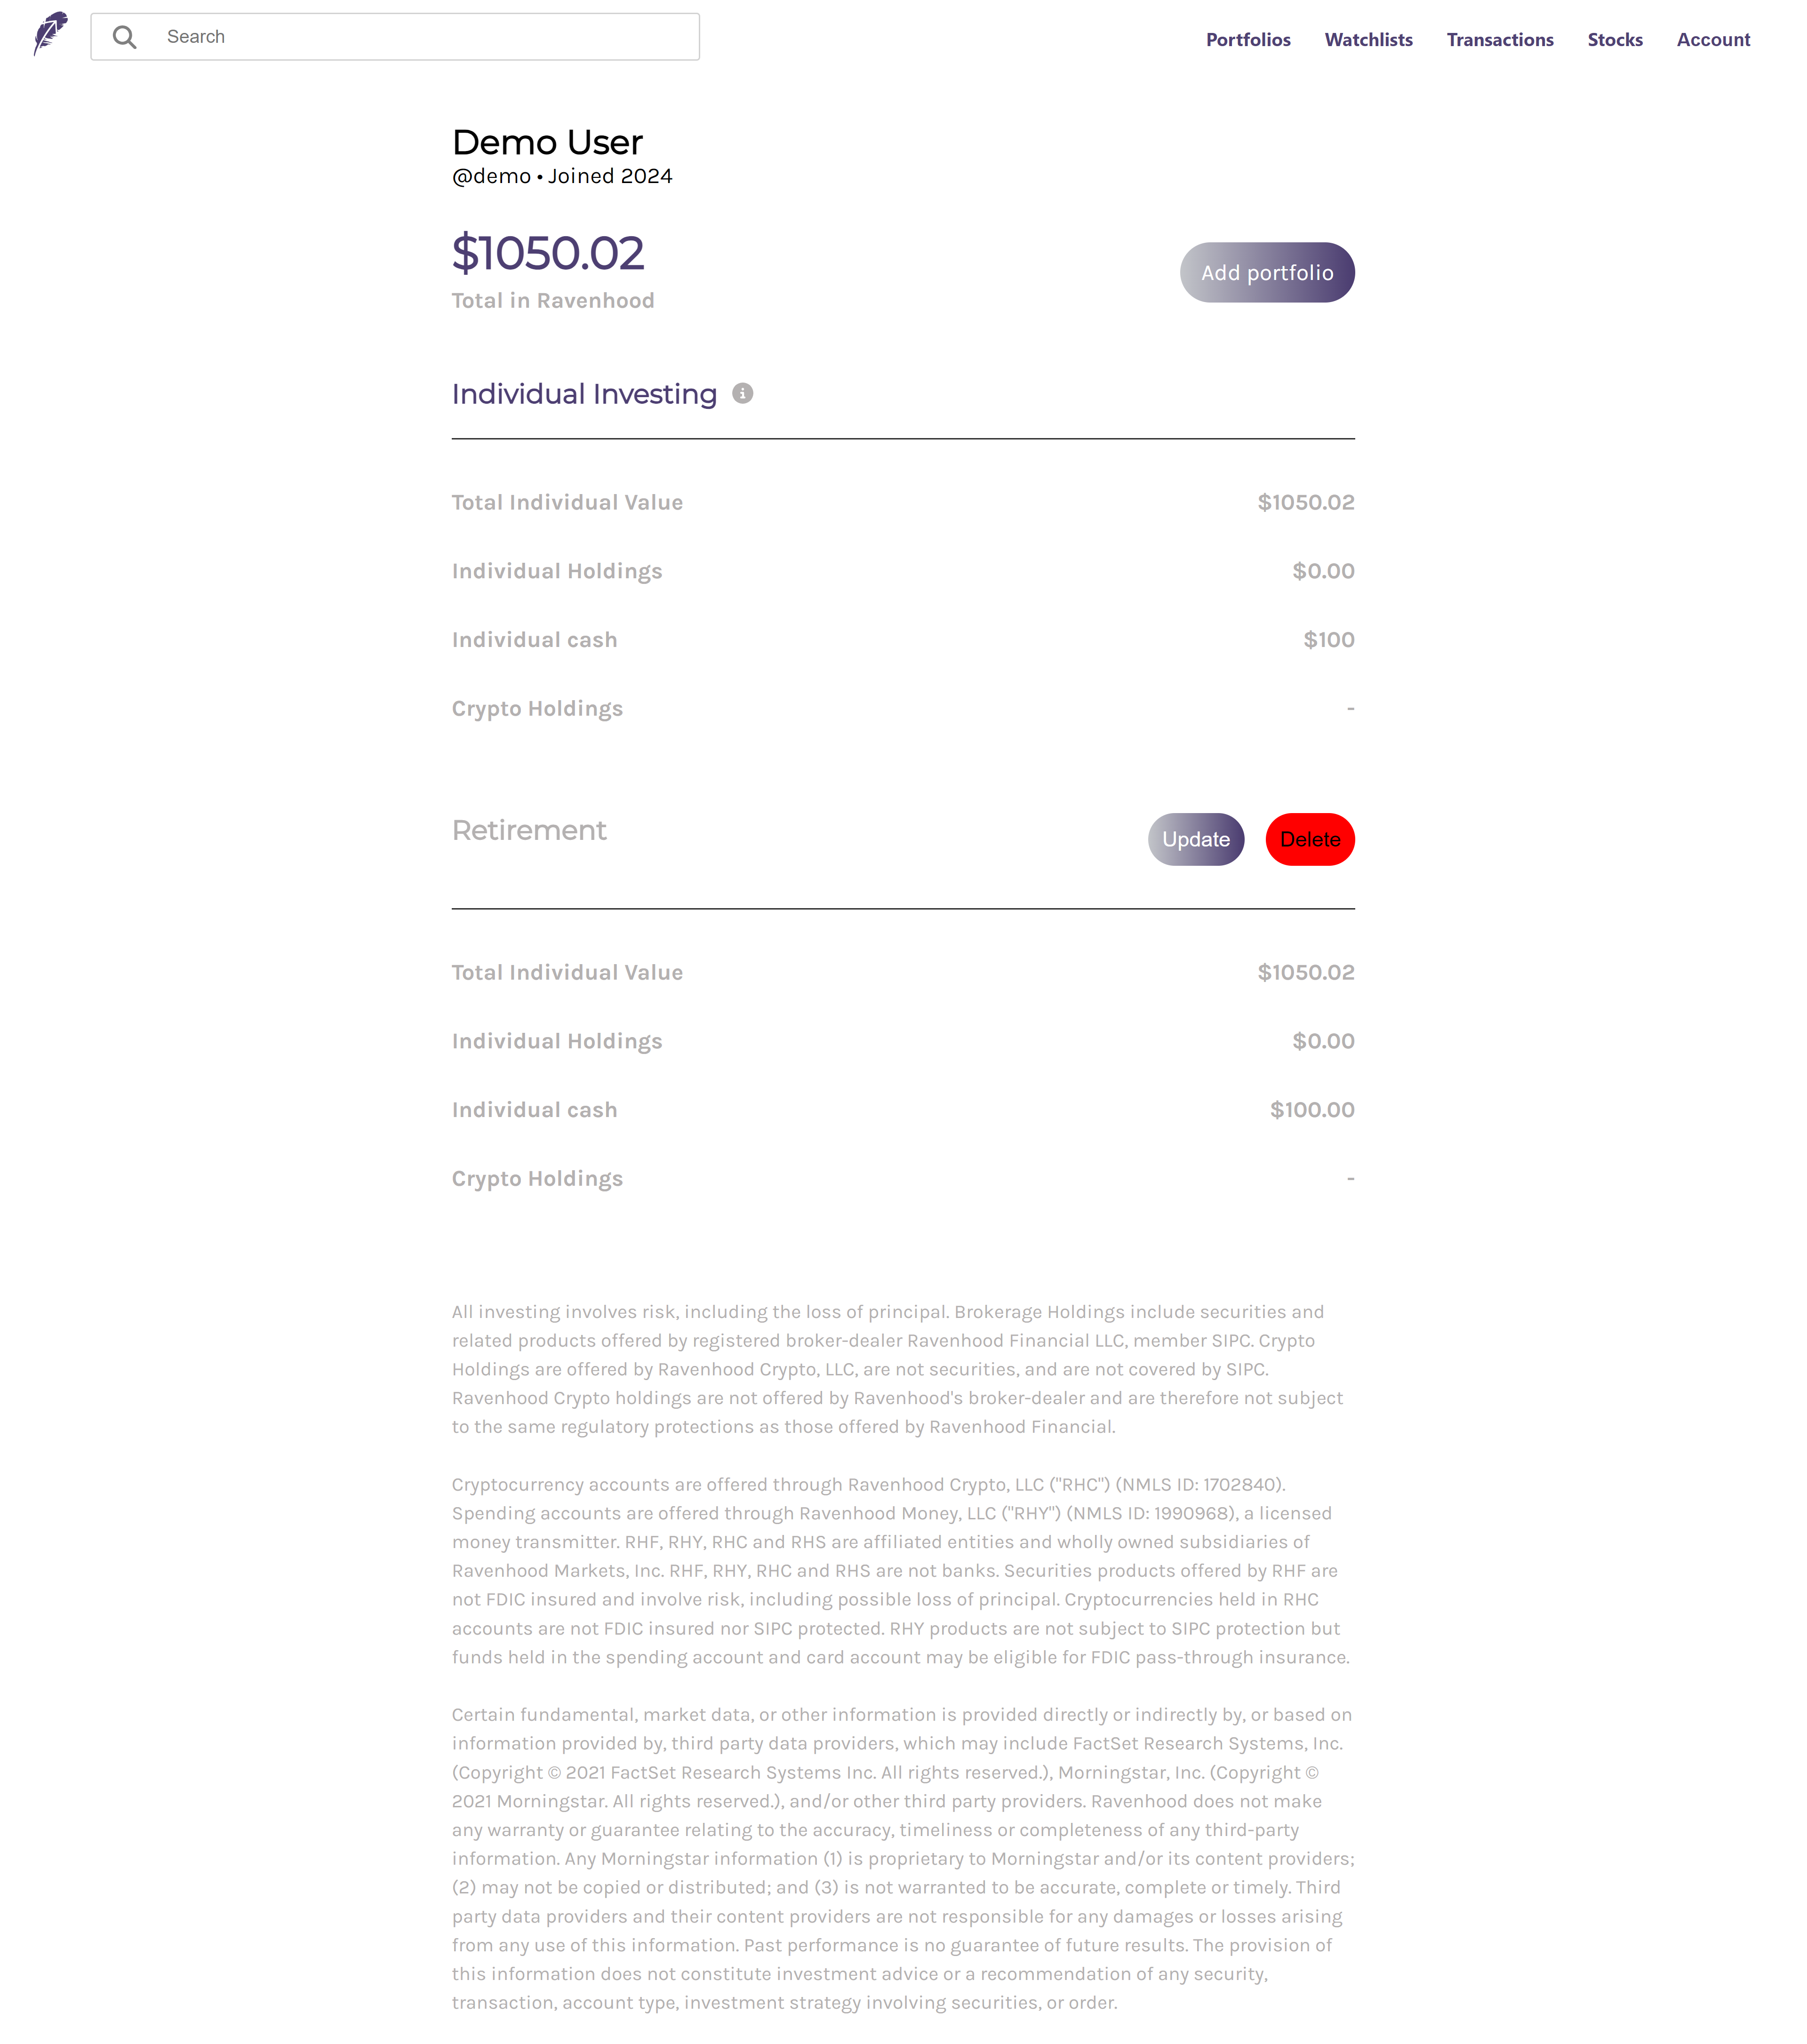 Search
Portfolios Watchlists Transactions Stocks Account
Demo User
@demo • Joined 2024
$1050.02
Total in Ravenhood
Add portfolio
Individual Investing
Total Individual Value $1050.02
Individual Holdings $0.00
Individual cash $100
Crypto Holdings -
Retirement
Update Delete
Total Individual Value $1050.02
Individual Holdings $0.00
Individual cash $100.00
Crypto Holdings -
All investing involves risk, including the loss of principal. Brokerage Holdings include securities and
related products offered by registered broker-dealer Ravenhood Financial LLC, member SIPC. Crypto
Holdings are offered by Ravenhood Crypto, LLC, are not securities, and are not covered by SIPC.
Ravenhood Crypto holdings are not offered by Ravenhood's broker-dealer and are therefore not subject
to the same regulatory protections as those offered by Ravenhood Financial.
Cryptocurrency accounts are offered through Ravenhood Crypto, LLC ("RHC") (NMLS ID: 1702840).
Spending accounts are offered through Ravenhood Money, LLC ("RHY") (NMLS ID: 1990968), a licensed
money transmitter. RHF, RHY, RHC and RHS are affiliated entities and wholly owned subsidiaries of
Ravenhood Markets, Inc. RHF, RHY, RHC and RHS are not banks. Securities products offered by RHF are
not FDIC insured and involve risk, including possible loss of principal. Cryptocurrencies held in RHC
accounts are not FDIC insured nor SIPC protected. RHY products are not subject to SIPC protection but
funds held in the spending account and card account may be eligible for FDIC pass-through insurance.
Certain fundamental, market data, or other information is provided directly or indirectly by, or based on
information provided by, third party data providers, which may include FactSet Research Systems, Inc.
(Copyright © 2021 FactSet Research Systems Inc. All rights reserved.), Morningstar, Inc. (Copyright ©
2021 Morningstar. All rights reserved.), and/or other third party providers. Ravenhood does not make
any warranty or guarantee relating to the accuracy, timeliness or completeness of any third-party
information. Any Morningstar information (1) is proprietary to Morningstar and/or its content providers;
(2) may not be copied or distributed; and (3) is not warranted to be accurate, complete or timely. Third
party data providers and their content providers are not responsible for any damages or losses arising
from any use of this information. Past performance is no guarantee of future results. The provision of
this information does not constitute investment advice or a recommendation of any security,
transaction, account type, investment strategy involving securities, or order.